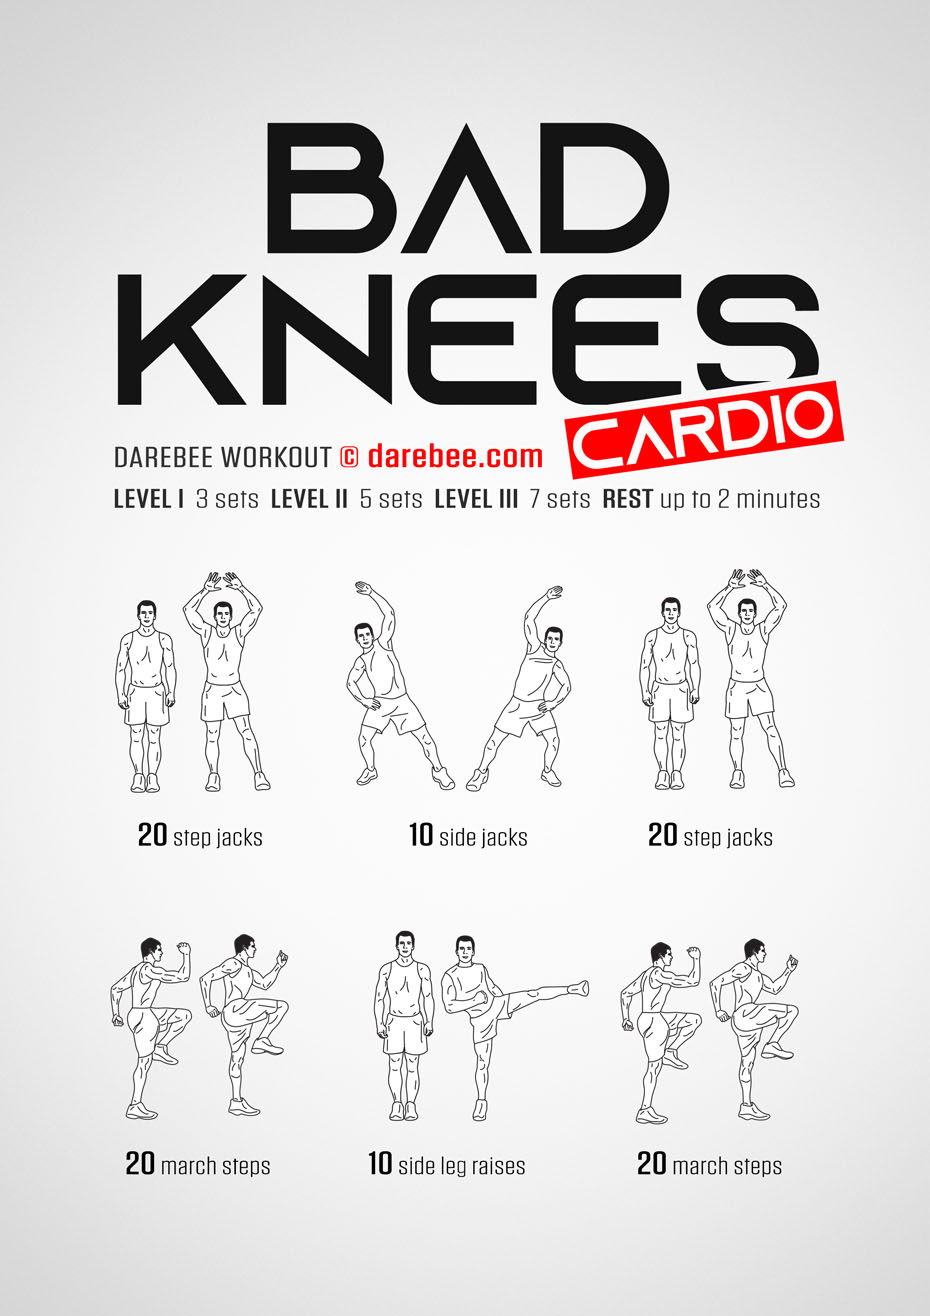 BAD
KNEES
CARDIO
DAREBEE WORKOUT © darebee.com
LEVEL I 3 sets LEVEL II 5 sets LEVEL III 7 sets REST up to 2 minutes
20 step jacks
10 side jacks
20 step jacks
20 march steps
10 side leg raises
20 march steps